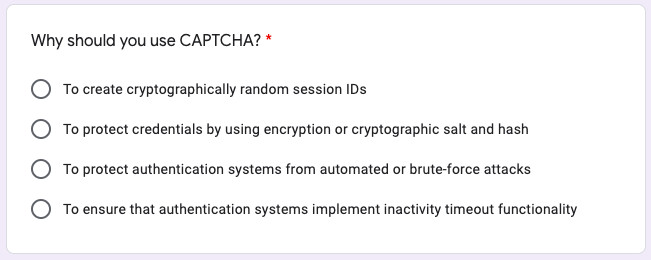 Why should you use CAPTCHA? *
To create cryptographically random session IDs
To protect credentials by using encryption or cryptographic salt and hash
To protect authentication systems from automated or brute-force attacks
To ensure that authentication systems implement inactivity timeout functionality